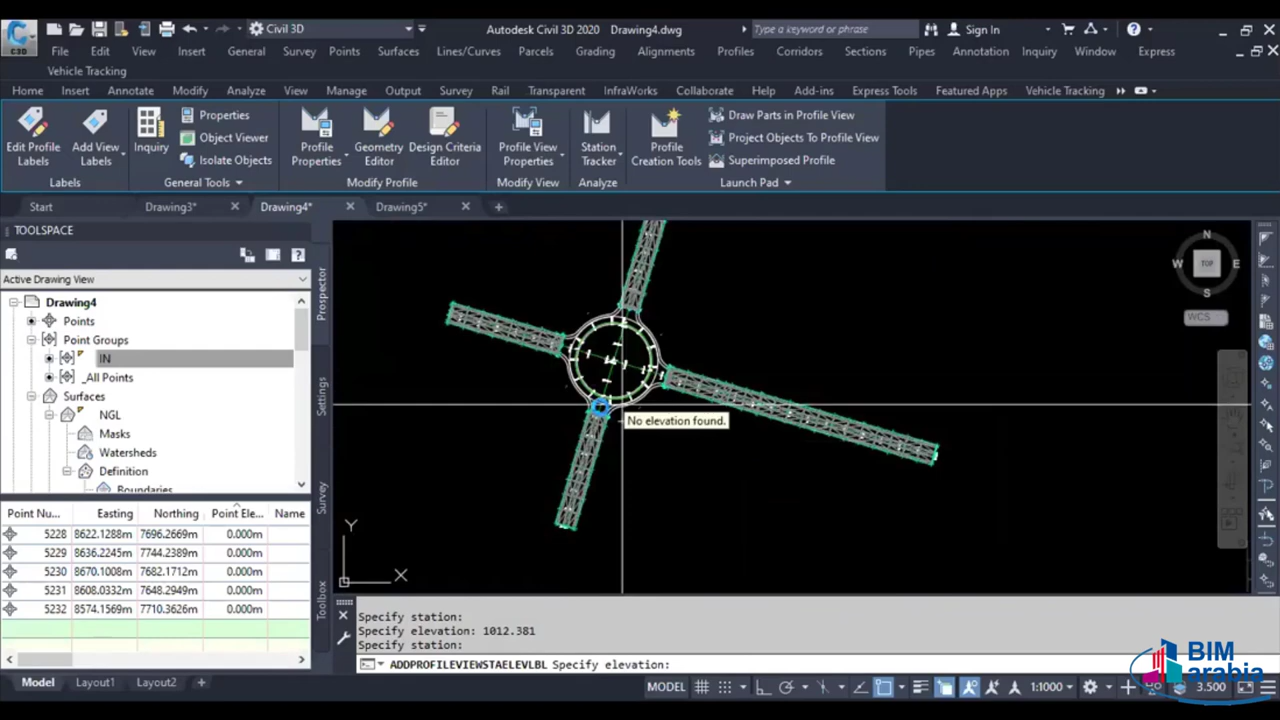 Civil 3D
Autodesk Civil 3D 2020 Drawing4.dwg
Type a keyword or phrase
Sign In
C3D
File Edit View Insert General Survey Points Surfaces Lines/Curves Parcels Grading Alignments Profiles Corridors Sections Pipes Annotation Inquiry Window Express
Vehicle Tracking
Home Insert Annotate Modify Analyze View Manage Output Survey Rail Transparent InfraWorks Collaborate Help Add-ins Express Tools Featured Apps Vehicle Tracking
Edit Profile Labels
Add View Labels
Inquiry
Properties
Object Viewer
Isolate Objects
Profile Properties
Geometry Editor
Design Criteria Editor
Profile View Properties
Station Tracker
Profile Creation Tools
Draw Parts in Profile View
Project Objects To Profile View
Superimposed Profile
Labels General Tools Modify Profile Modify View Analyze Launch Pad
Start Drawing3* Drawing4* Drawing5*
TOOLSPACE
Active Drawing View
Drawing4
Points
Point Groups
IN
_All Points
Surfaces
NGL
Masks
Watersheds
Definition
Boundaries
Prospector
Settings
Survey
Toolbox
Point Nu... Easting Northing Point Ele... Name
5228 8622.1288m 7696.2669m 0.000m
5229 8636.2245m 7744.2389m 0.000m
5230 8670.1008m 7682.1712m 0.000m
5231 8608.0332m 7648.2949m 0.000m
5232 8574.1569m 7710.3626m 0.000m
No elevation found.
N
W TOP E
S
WCS
Y
X
Specify station:
Specify elevation: 1012.381
Specify station:
ADDPROFILEVIEWSTAELEVLBL Specify elevation:
BIM
arabia
Model Layout1 Layout2 +
MODEL 1:1000 3.500